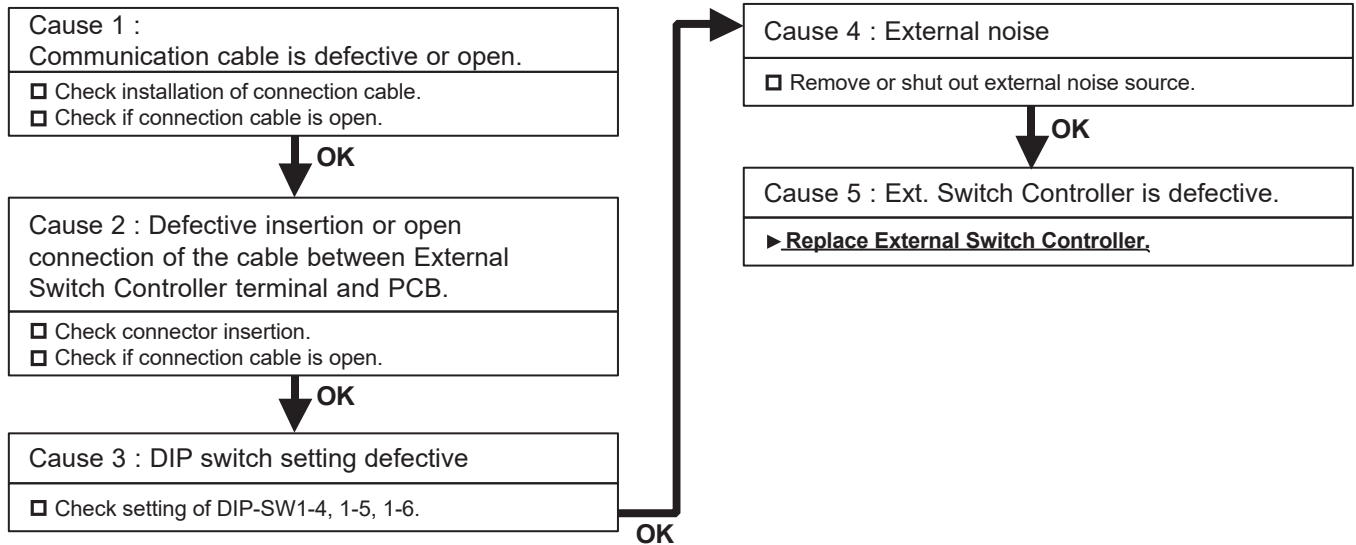 Cause 1 :
Communication cable is defective or open.
☐ Check installation of connection cable.
☐ Check if connection cable is open.
OK
Cause 2 : Defective insertion or open
connection of the cable between External
Switch Controller terminal and PCB.
☐ Check connector insertion.
☐ Check if connection cable is open.
OK
Cause 3 : DIP switch setting defective
☐ Check setting of DIP-SW1-4, 1-5, 1-6.
OK
Cause 4 : External noise
☐ Remove or shut out external noise source.
OK
Cause 5 : Ext. Switch Controller is defective.
►Replace External Switch Controller.